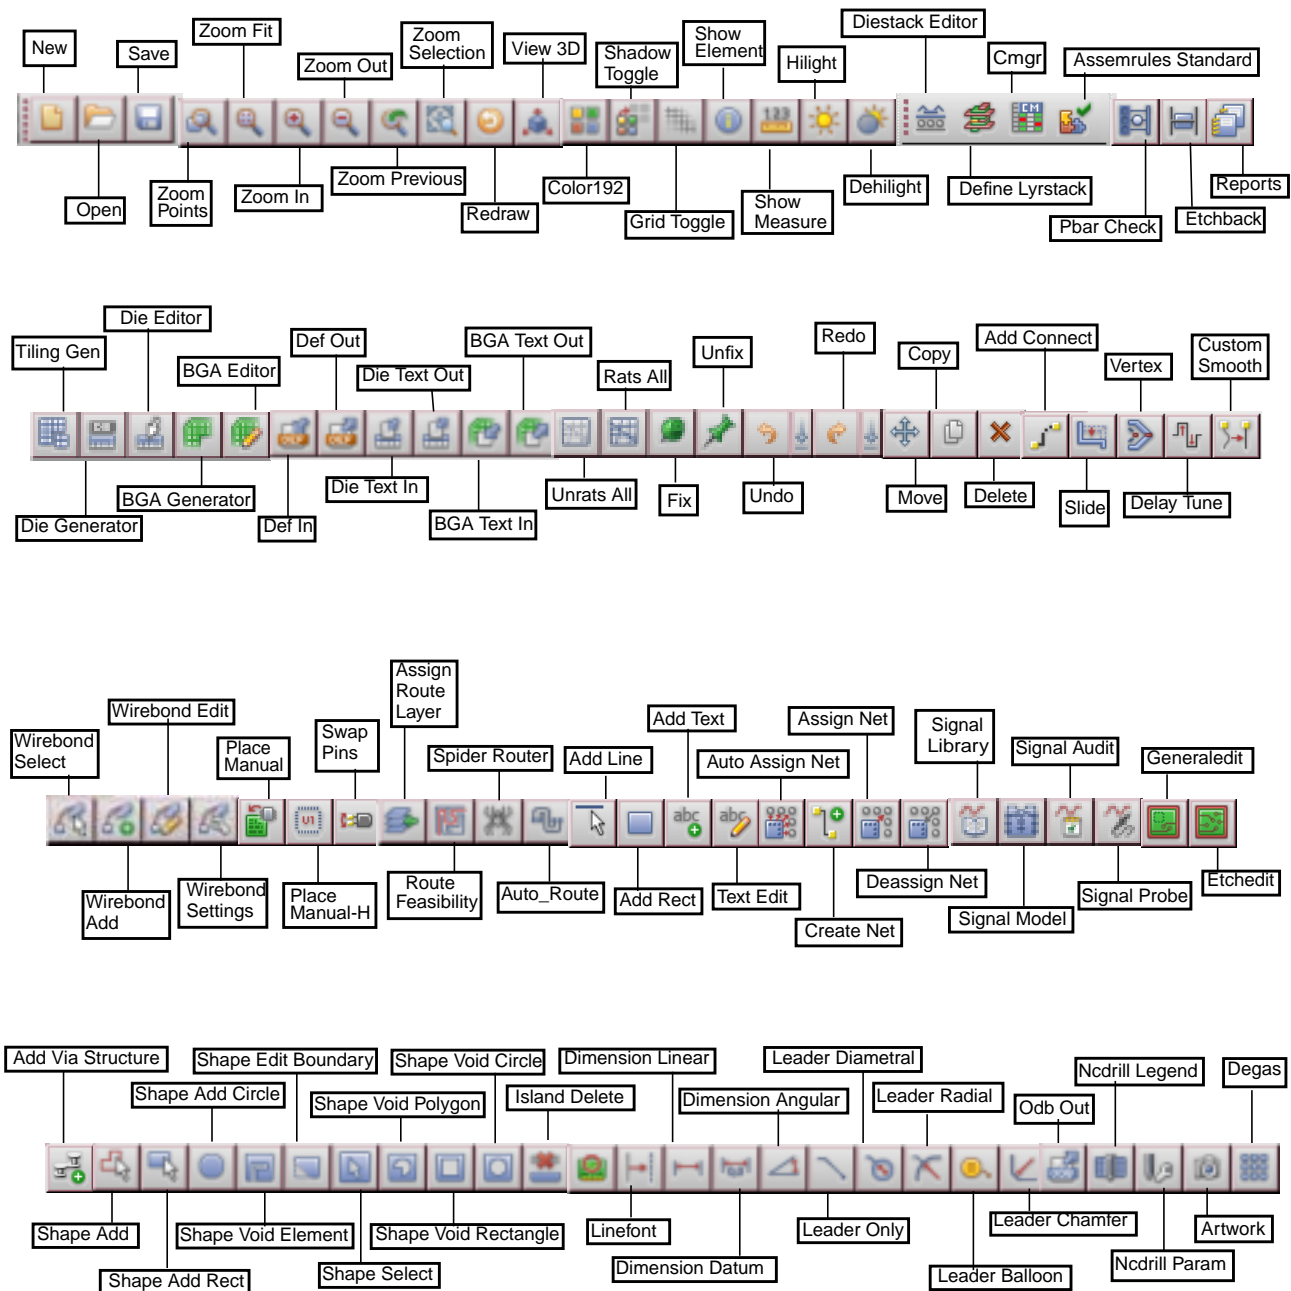 Diestack Editor
Zoom Fit
Zoom
Selection
Show
Element
New
Save
View 3D
Shadow
Toggle
Hilight
Cmgr
Assemrules Standard
Zoom Out
123
CM
Open
Zoom
Points
Zoom In
Zoom Previous
Redraw
Color192
Grid Toggle
Show
Measure
Dehilight
Define Lyrstack
Pbar Check
Etchback
Reports
Die Editor
Tiling Gen
Def Out
BGA Text Out
Unfix
Redo
Copy
Add Connect
Custom
Smooth
BGA Editor
Die Text Out
Rats All
Vertex
Die Generator
BGA Generator
Def In
Die Text In
BGA Text In
Unrats All
Fix
Undo
Move
Delete
Slide
Delay Tune
Assign
Route
Layer
Wirebond Edit
Wirebond
Select
Place
Manual
Swap
Pins
Spider Router
Add Line
Add Text
Auto Assign Net
Assign Net
Signal
Library
Signal Audit
Generaledit
U1
abc
abc
Wirebond
Add
Wirebond
Settings
Place
Manual-H
Route
Feasibility
Auto_Route
Add Rect
Text Edit
Create Net
Deassign Net
Signal Model
Signal Probe
Etchedit
Add Via Structure
Shape Edit Boundary
Shape Void Circle
Dimension Linear
Leader Diametral
Ncdrill Legend
Degas
Shape Add Circle
Shape Void Polygon
Island Delete
Dimension Angular
Leader Radial
Odb Out
Shape Add
Shape Void Element
Shape Void Rectangle
Linefont
Leader Only
Leader Chamfer
Artwork
Shape Add Rect
Shape Select
Dimension Datum
Leader Balloon
Ncdrill Param